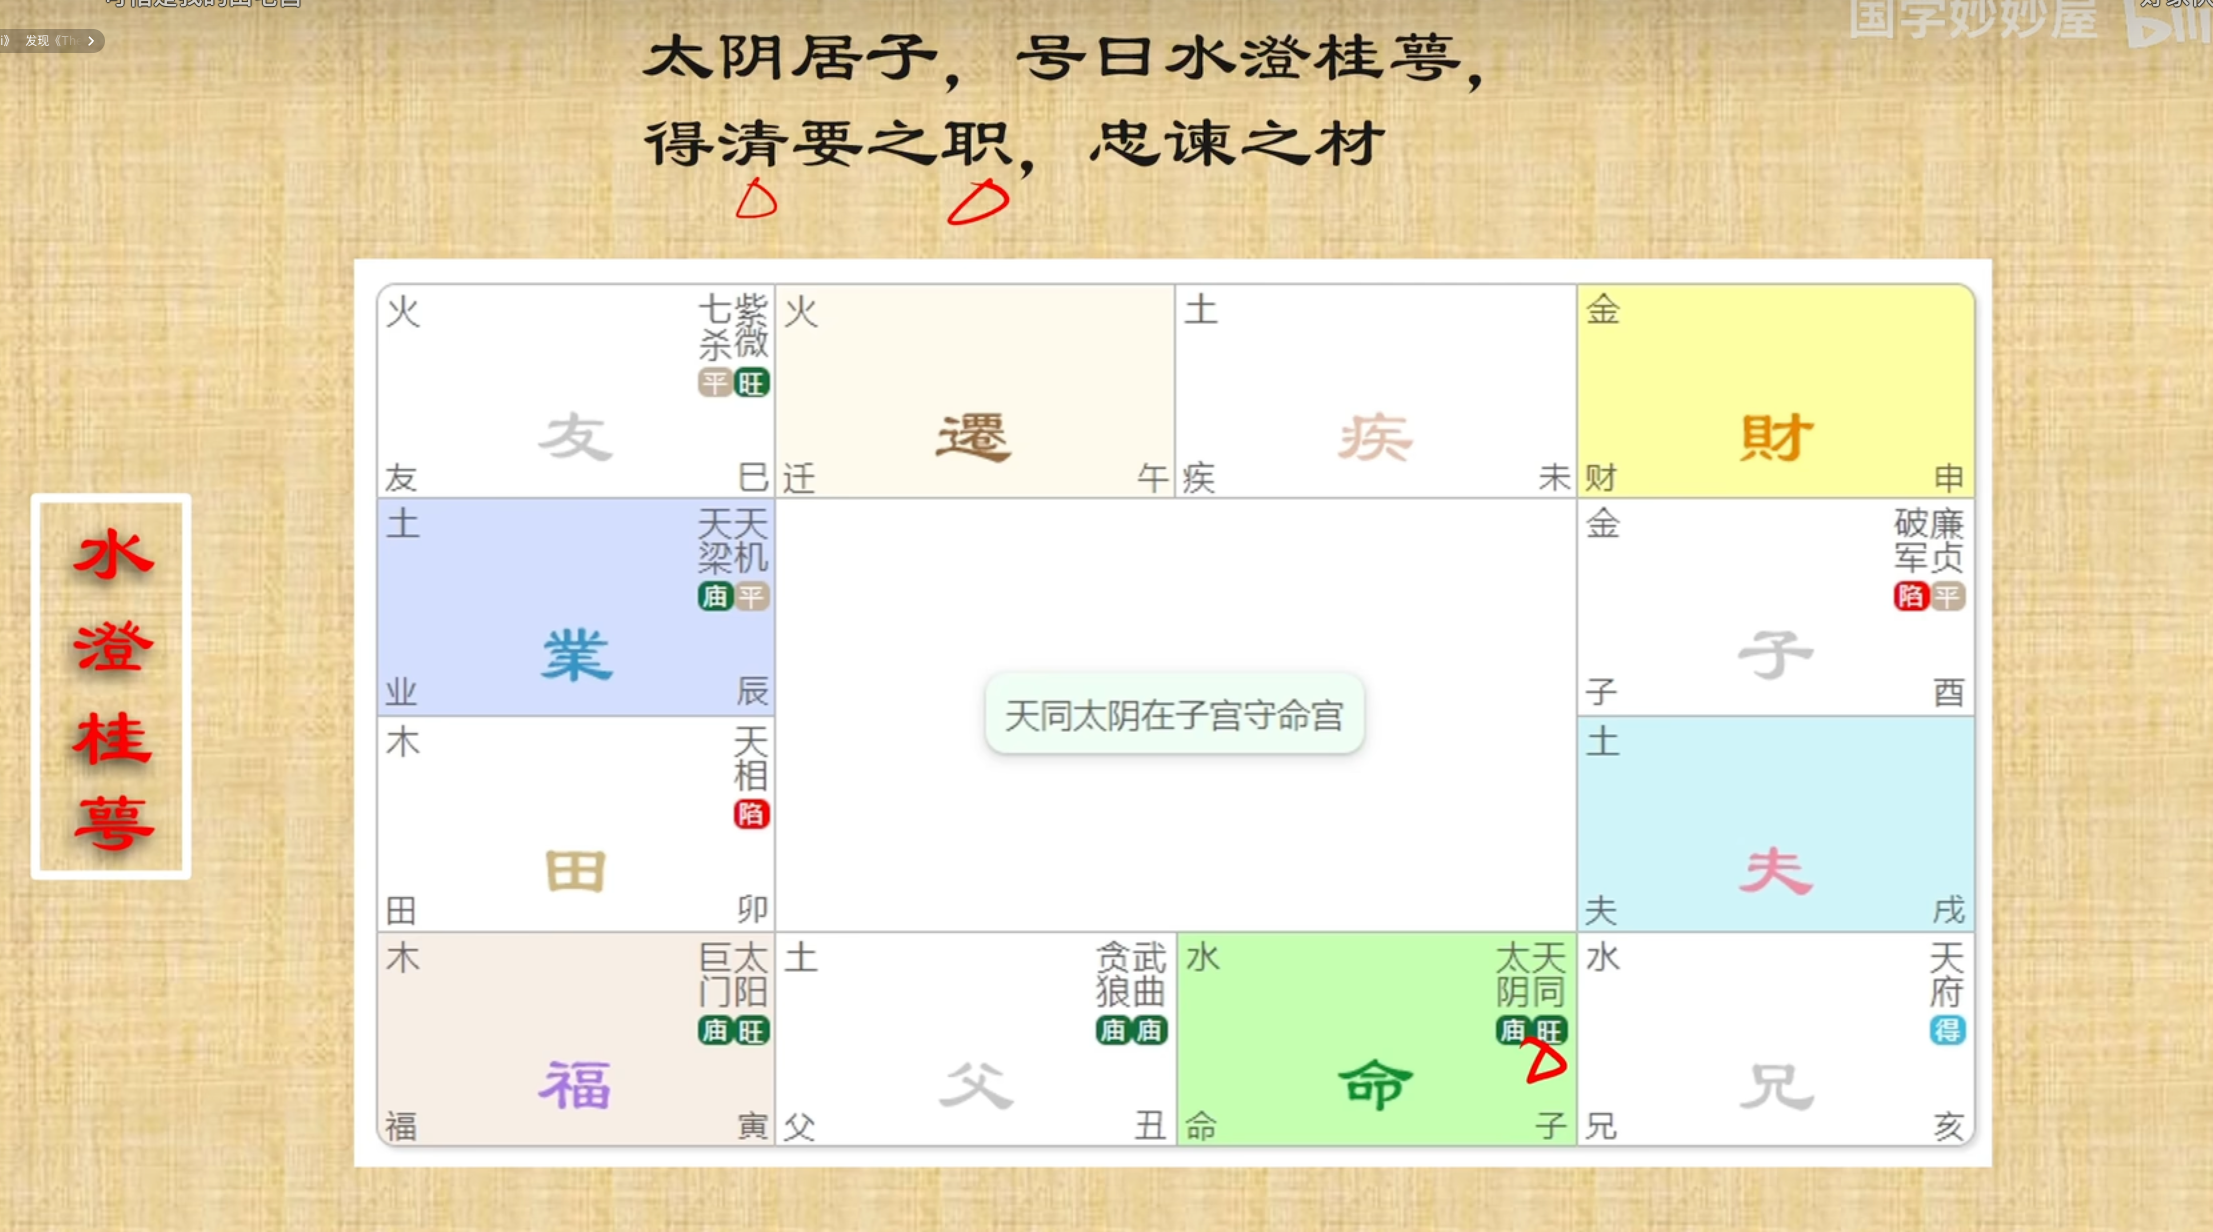 发现《Th
国学妙妙屋
太阴居子，号曰水澄桂萼，
得清要之职，忠谏之材
水
澄
桂
萼
火
七杀 紫微
平 旺
友
友 巳
火
遷
迁 午
土
疾
疾 未
金
財
财 申
土
天梁 天机
庙 平
業
业 辰
天同太阴在子宫守命宫
金
破军 廉贞
陷 平
子
子 酉
木
天相
陷
田
田 卯
土
夫
夫 戌
木
巨门 太阳
庙 旺
福
福 寅
土
贪狼 武曲
庙 庙
父
父 丑
水
太阴 天同
庙 旺
命
命 子
水
天府
得
兄
兄 亥